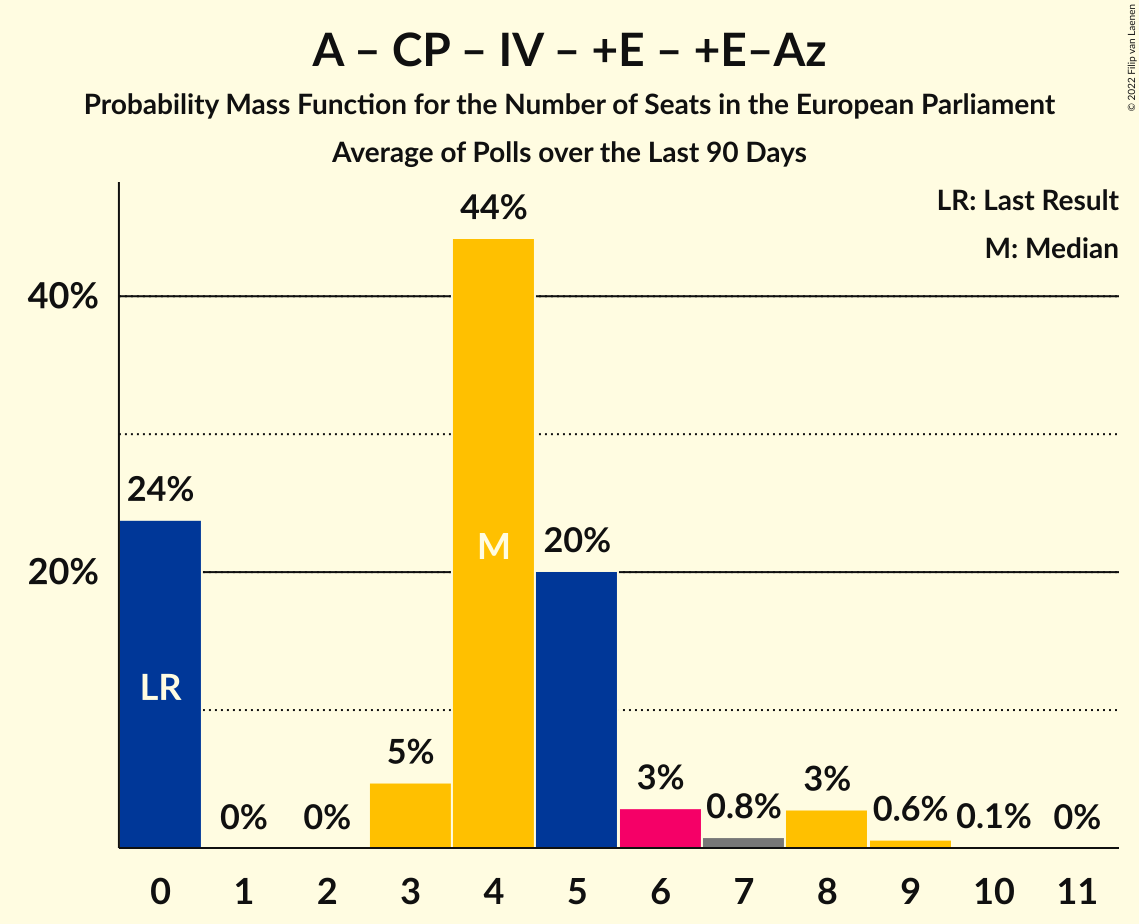 A – CP – IV – +E – +E–Az
Probability Mass Function for the Number of Seats in the European Parliament
Average of Polls over the Last 90 Days
© 2022 Filip van Laenen
LR: Last Result
M: Median
40%
20%
24%
0%
0%
5%
44%
20%
3%
0.8%
3%
0.6%
0.1%
0%
LR
M
0 1 2 3 4 5 6 7 8 9 10 11